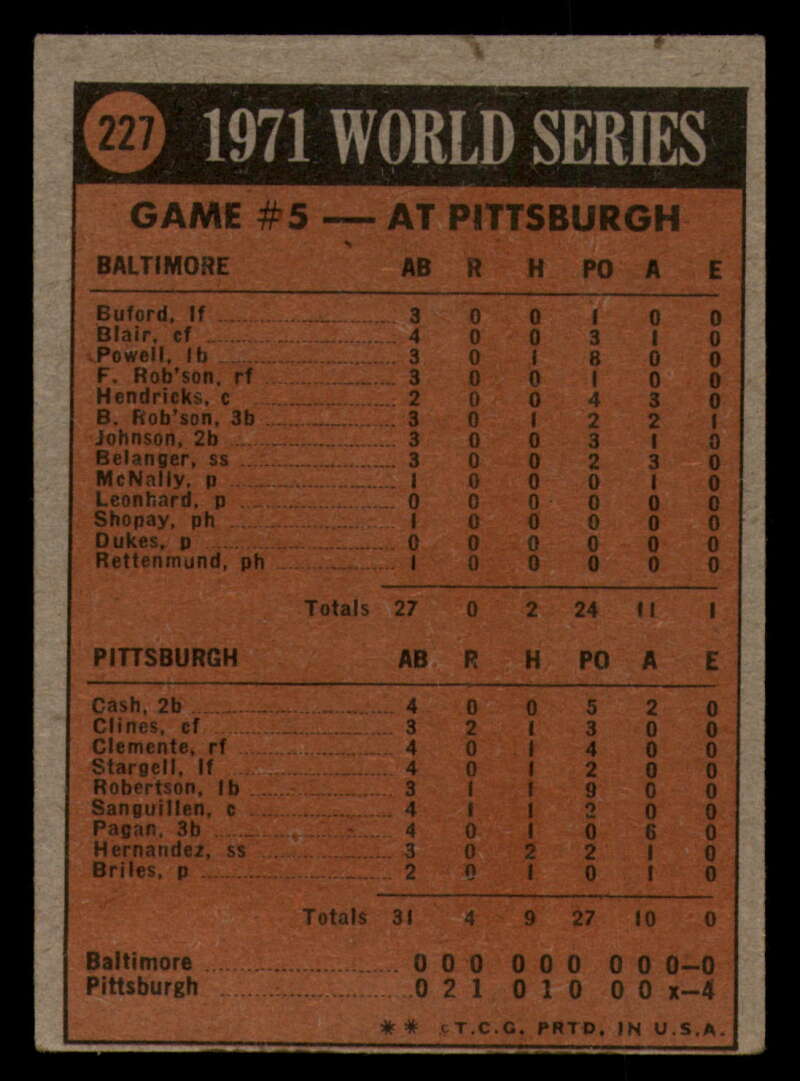 227 1971 WORLD SERIES
GAME #5 — AT PITTSBURGH
BALTIMORE AB R H PO A E
Buford, lf 3 0 0 1 0 0
Blair, cf 4 0 0 3 1 0
Powell, 1b 3 0 1 8 0 0
F. Rob'son, rf 3 0 0 1 0 0
Hendricks, c 2 0 0 4 3 0
B. Rob'son, 3b 3 0 1 2 2 1
Johnson, 2b 3 0 0 3 1 0
Belanger, ss 3 0 0 2 3 0
McNally, p 1 0 0 0 1 0
Leonhard, p 0 0 0 0 0 0
Shopay, ph 1 0 0 0 0 0
Dukes, p 0 0 0 0 0 0
Rettenmund, ph 1 0 0 0 0 0
Totals 27 0 2 24 11 1
PITTSBURGH AB R H PO A E
Cash, 2b 4 0 0 5 2 0
Clines, cf 3 2 1 3 0 0
Clemente, rf 4 0 1 4 0 0
Stargell, lf 4 0 1 2 0 0
Robertson, 1b 3 1 1 9 0 0
Sanguillen, c 4 1 1 2 0 0
Pagan, 3b 4 0 1 0 6 0
Hernandez, ss 3 0 2 2 1 0
Briles, p 2 0 1 0 1 0
Totals 31 4 9 27 10 0
Baltimore 0 0 0 0 0 0 0 0 0—0
Pittsburgh 0 2 1 0 1 0 0 0 x—4
** ©T.C.G. PRTD. IN U.S.A.